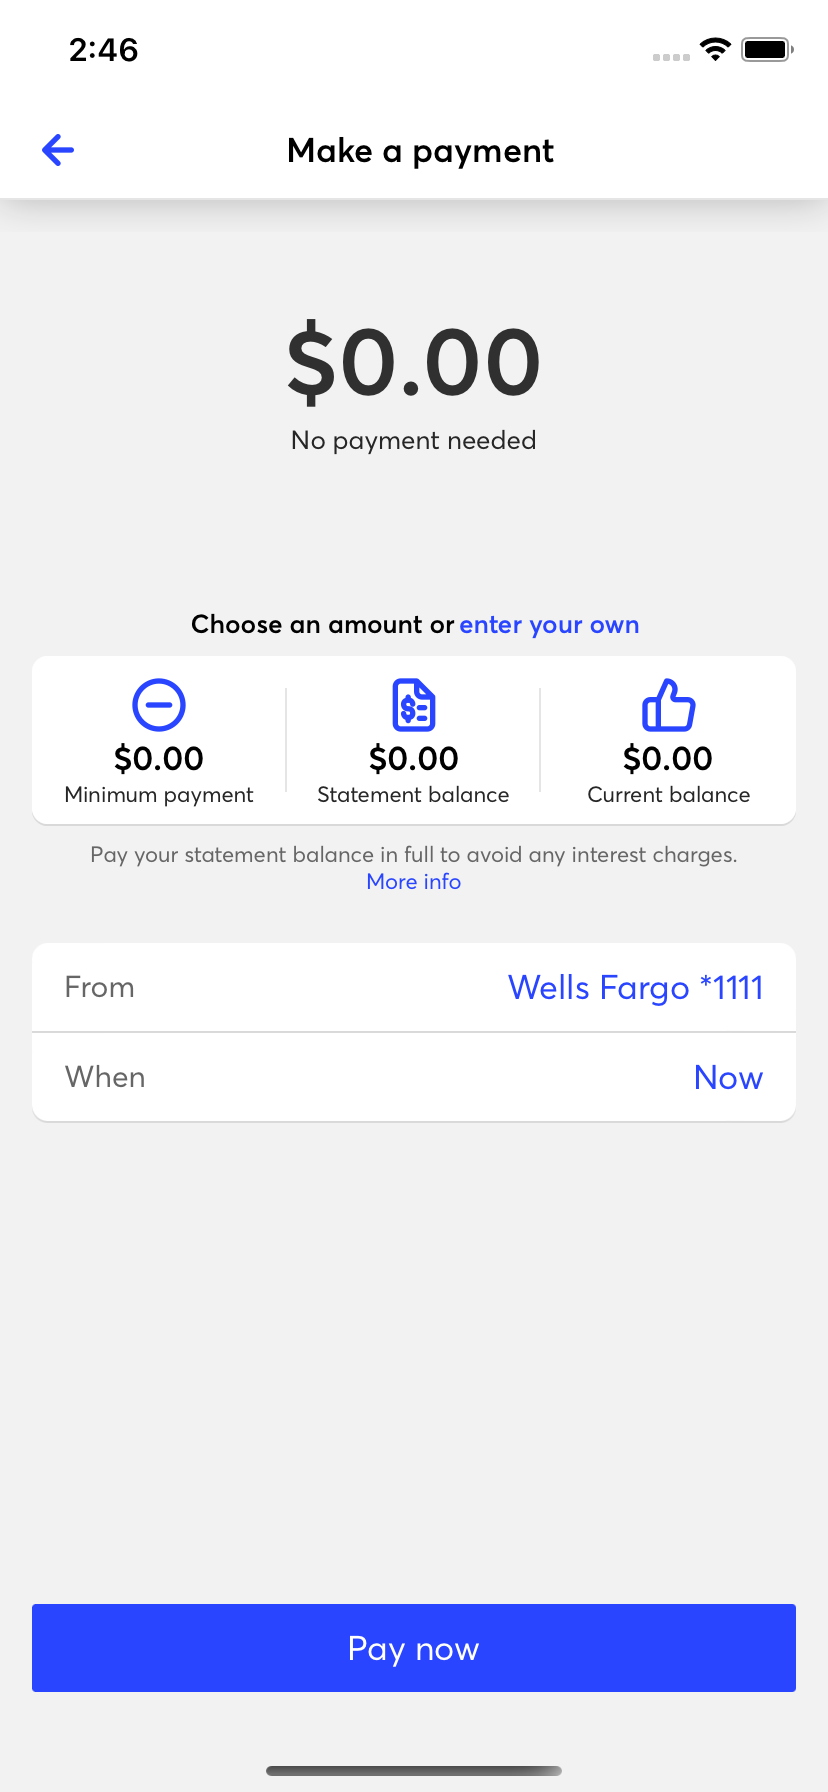 2:46
Make a payment
$0.00
No payment needed
Choose an amount or enter your own
$0.00 $0.00 $0.00
Minimum payment Statement balance Current balance
Pay your statement balance in full to avoid any interest charges.
More info
From Wells Fargo *1111
When Now
Pay now